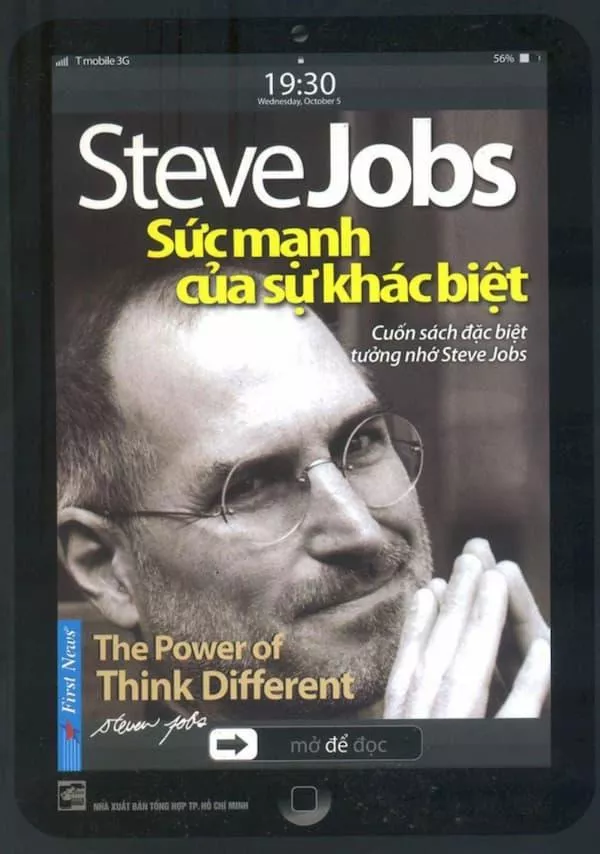 T mobile 3G
56%
19:30
Wednesday, October 5
Steve Jobs
Sức mạnh
của sự khác biệt
Cuốn sách đặc biệt
tưởng nhớ Steve Jobs
The Power of
Think Different
First News
steven jobs
mở để đọc
NHÀ XUẤT BẢN TỔNG HỢP TP. HỒ CHÍ MINH